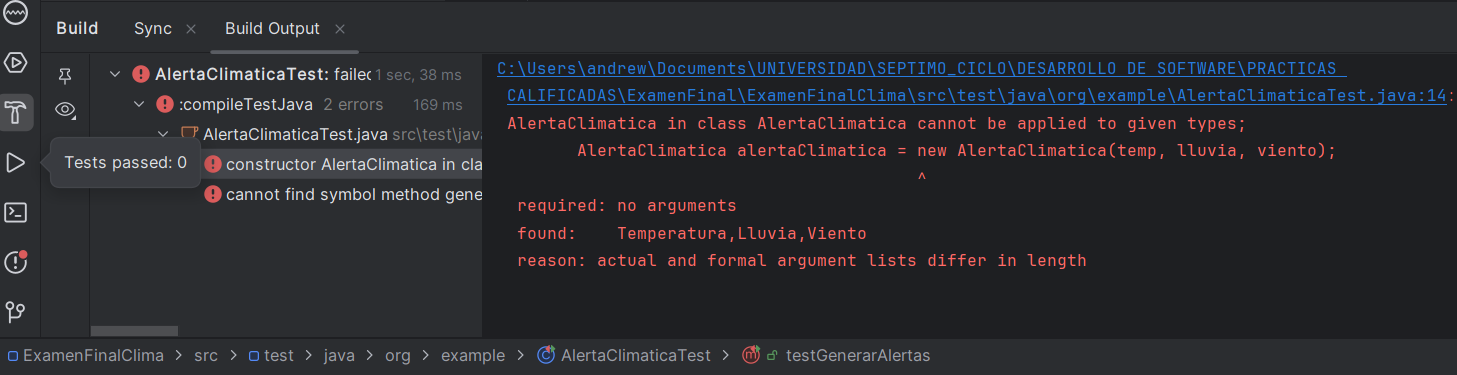 Build Sync Build Output
AlertaClimaticaTest: failed 1 sec, 38 ms
:compileTestJava 2 errors 169 ms
AlertaClimaticaTest.java src\test\java
Tests passed: 0
constructor AlertaClimatica in cla
cannot find symbol method gene
C:\Users\andrew\Documents\UNIVERSIDAD\SEPTIMO_CICLO\DESARROLLO DE SOFTWARE\PRACTICAS
CALIFICADAS\ExamenFinal\ExamenFinalClima\src\test\java\org\example\AlertaClimaticaTest.java:14:
AlertaClimatica in class AlertaClimatica cannot be applied to given types;
AlertaClimatica alertaClimatica = new AlertaClimatica(temp, lluvia, viento);
^
required: no arguments
found: Temperatura,Lluvia,Viento
reason: actual and formal argument lists differ in length
ExamenFinalClima > src > test > java > org > example > AlertaClimaticaTest > testGenerarAlertas